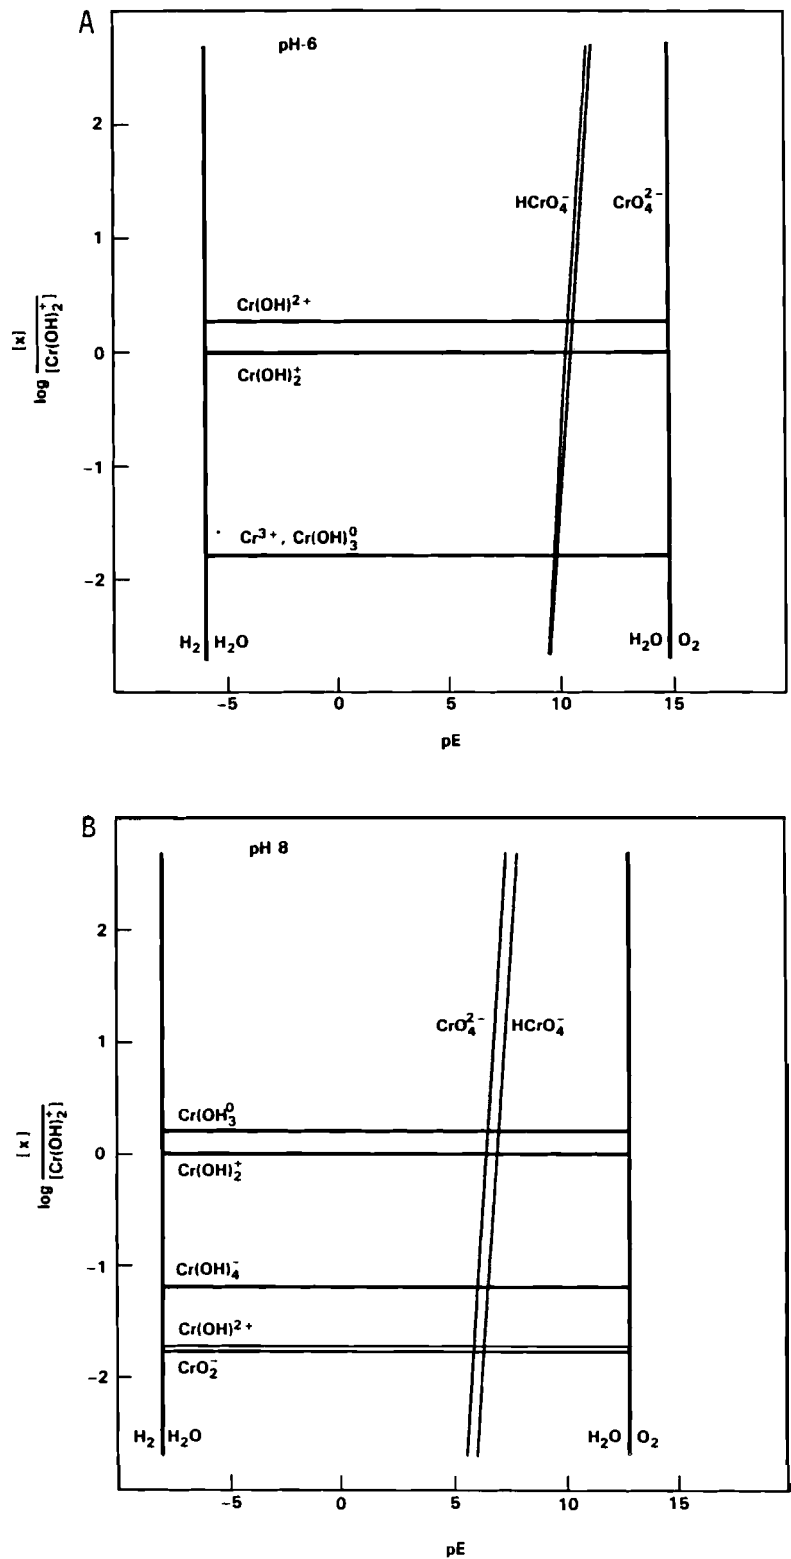 A
pH-6
2
1
0
-1
-2
log [x] / [Cr(OH)₂⁺]
HCrO₄⁻
CrO₄²⁻
Cr(OH)²⁺
Cr(OH)₂⁺
Cr³⁺, Cr(OH)₃⁰
H₂ H₂O
H₂O O₂
-5 0 5 10 15
pE
B
pH 8
2
1
0
-1
-2
log [x] / [Cr(OH)₂⁺]
CrO₄²⁻
HCrO₄⁻
Cr(OH₃⁰
Cr(OH)₂⁺
Cr(OH)₄⁻
Cr(OH)²⁺
CrO₂⁻
H₂ H₂O
H₂O O₂
-5 0 5 10 15
pE